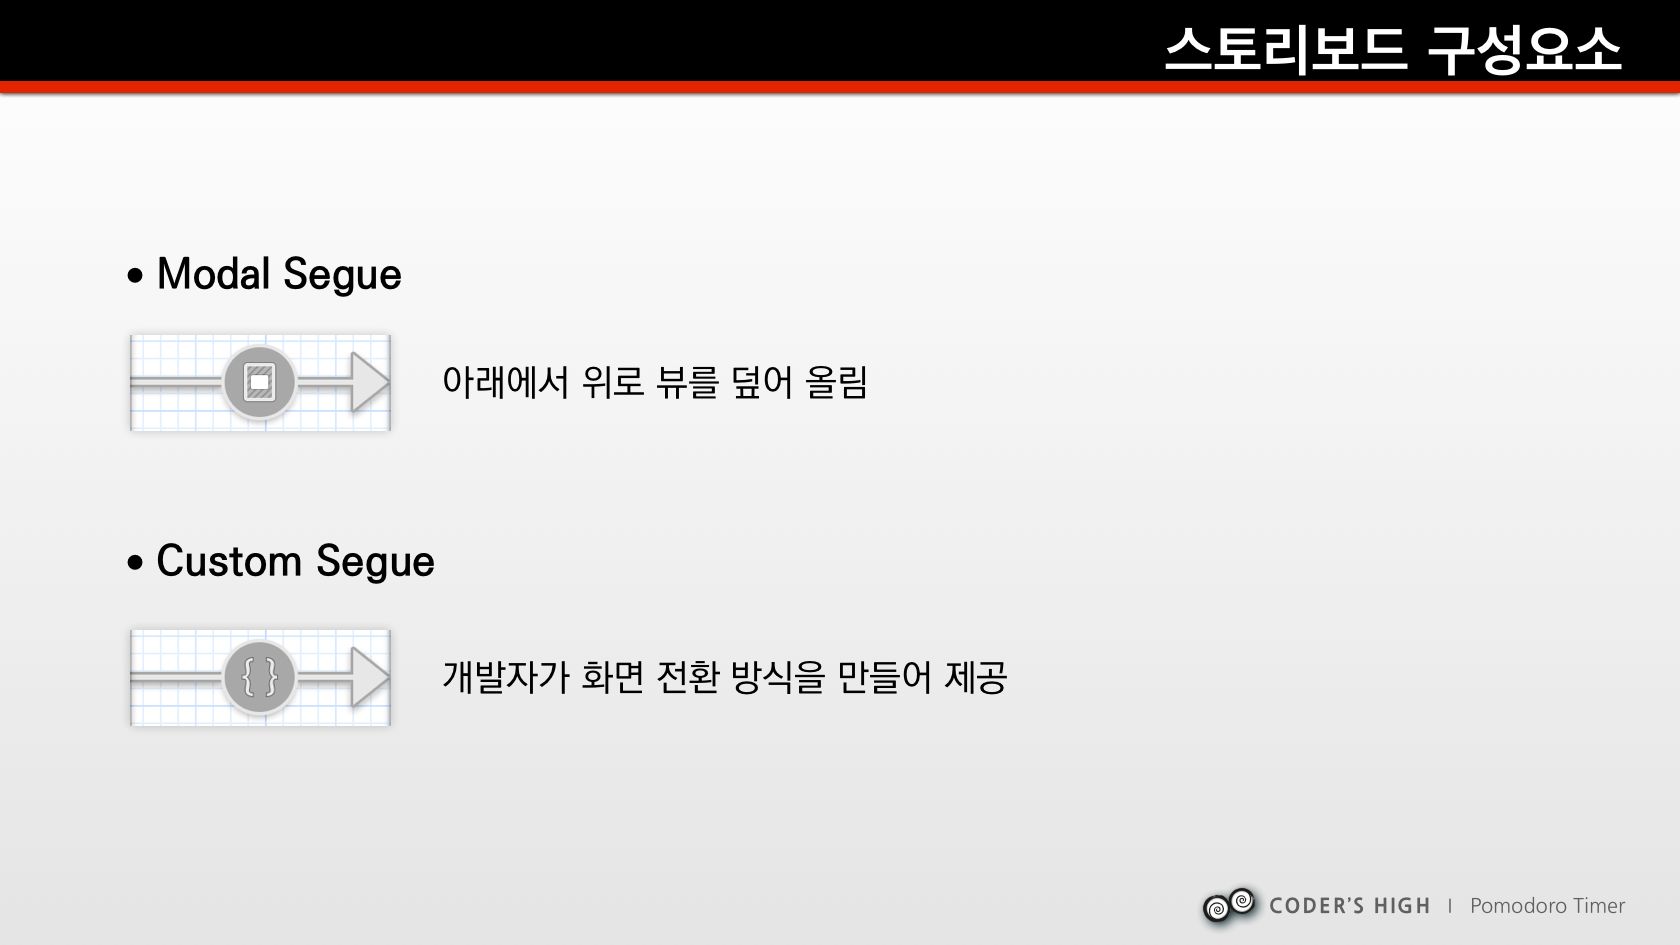 스토리보드 구성요소
• Modal Segue
아래에서 위로 뷰를 덮어 올림
• Custom Segue
{ }
개발자가 화면 전환 방식을 만들어 제공
CODER'S HIGH | Pomodoro Timer